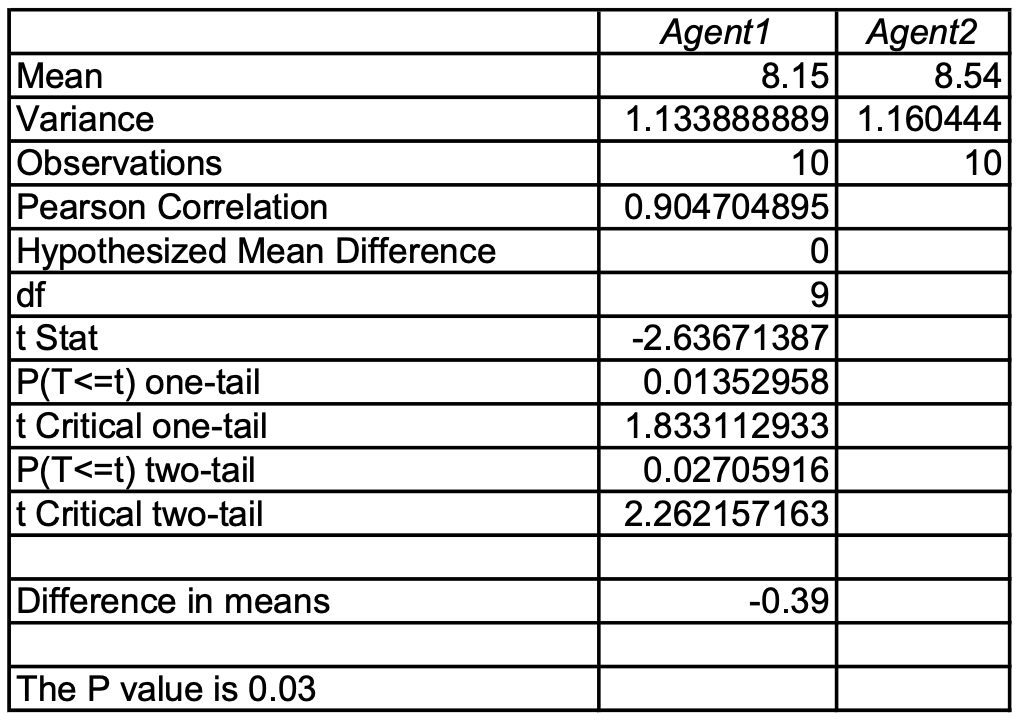 Agent1 Agent2
Mean 8.15 8.54
Variance 1.133888889 1.160444
Observations 10 10
Pearson Correlation 0.904704895
Hypothesized Mean Difference 0
df 9
t Stat -2.63671387
P(T<=t) one-tail 0.01352958
t Critical one-tail 1.833112933
P(T<=t) two-tail 0.02705916
t Critical two-tail 2.262157163
Difference in means -0.39
The P value is 0.03